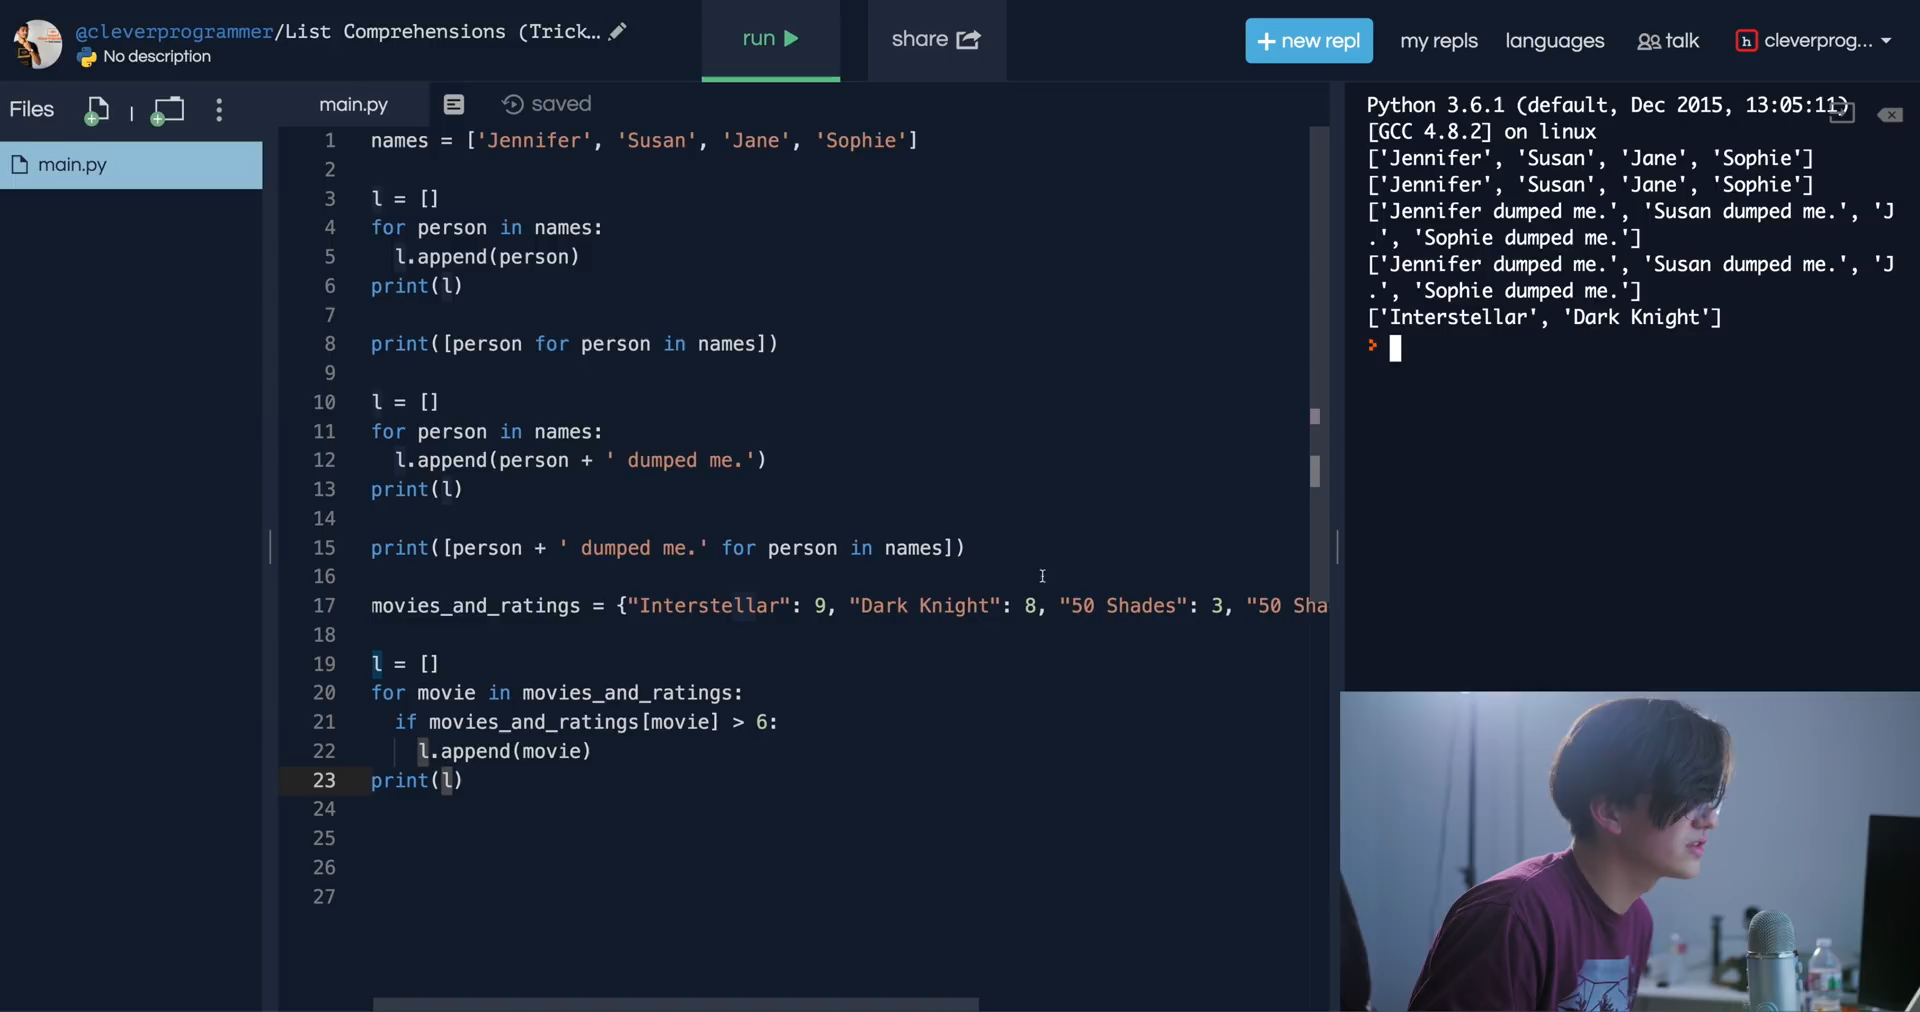 @cleverprogrammer/List Comprehensions (Trick...
No description
run
share
+ new repl
my repls
languages
talk
cleverprog...
Files
main.py
saved
main.py
1 names = ['Jennifer', 'Susan', 'Jane', 'Sophie']
2
3 l = []
4 for person in names:
5 l.append(person)
6 print(l)
7
8 print([person for person in names])
9
10 l = []
11 for person in names:
12 l.append(person + ' dumped me.')
13 print(l)
14
15 print([person + ' dumped me.' for person in names])
16
17 movies_and_ratings = {"Interstellar": 9, "Dark Knight": 8, "50 Shades": 3, "50 Sha
18
19 l = []
20 for movie in movies_and_ratings:
21 if movies_and_ratings[movie] > 6:
22 l.append(movie)
23 print(l)
24
25
26
27
Python 3.6.1 (default, Dec 2015, 13:05:11)
[GCC 4.8.2] on linux
['Jennifer', 'Susan', 'Jane', 'Sophie']
['Jennifer', 'Susan', 'Jane', 'Sophie']
['Jennifer dumped me.', 'Susan dumped me.', 'J
.', 'Sophie dumped me.']
['Jennifer dumped me.', 'Susan dumped me.', 'J
.', 'Sophie dumped me.']
['Interstellar', 'Dark Knight']